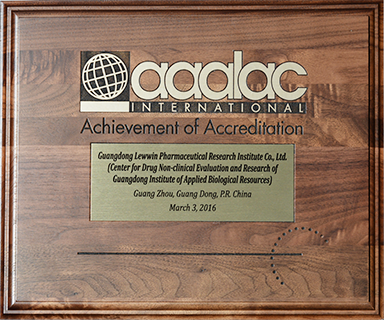 aaalac
INTERNATIONAL
Achievement of Accreditation
Guangdong Lewwin Pharmaceutical Research Institute Co., Ltd.
(Center for Drug Non-clinical Evaluation and Research of
Guangdong Institute of Applied Biological Resources)
Guang Zhou, Guang Dong, P.R. China
March 3, 2016